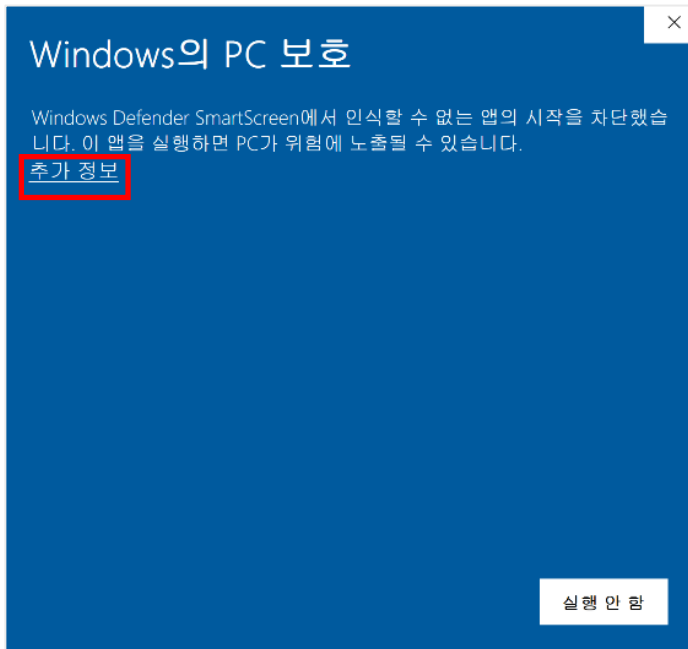 Windows의 PC 보호
Windows Defender SmartScreen에서 인식할 수 없는 앱의 시작을 차단했습
니다. 이 앱을 실행하면 PC가 위험에 노출될 수 있습니다.
추가 정보
실행 안 함